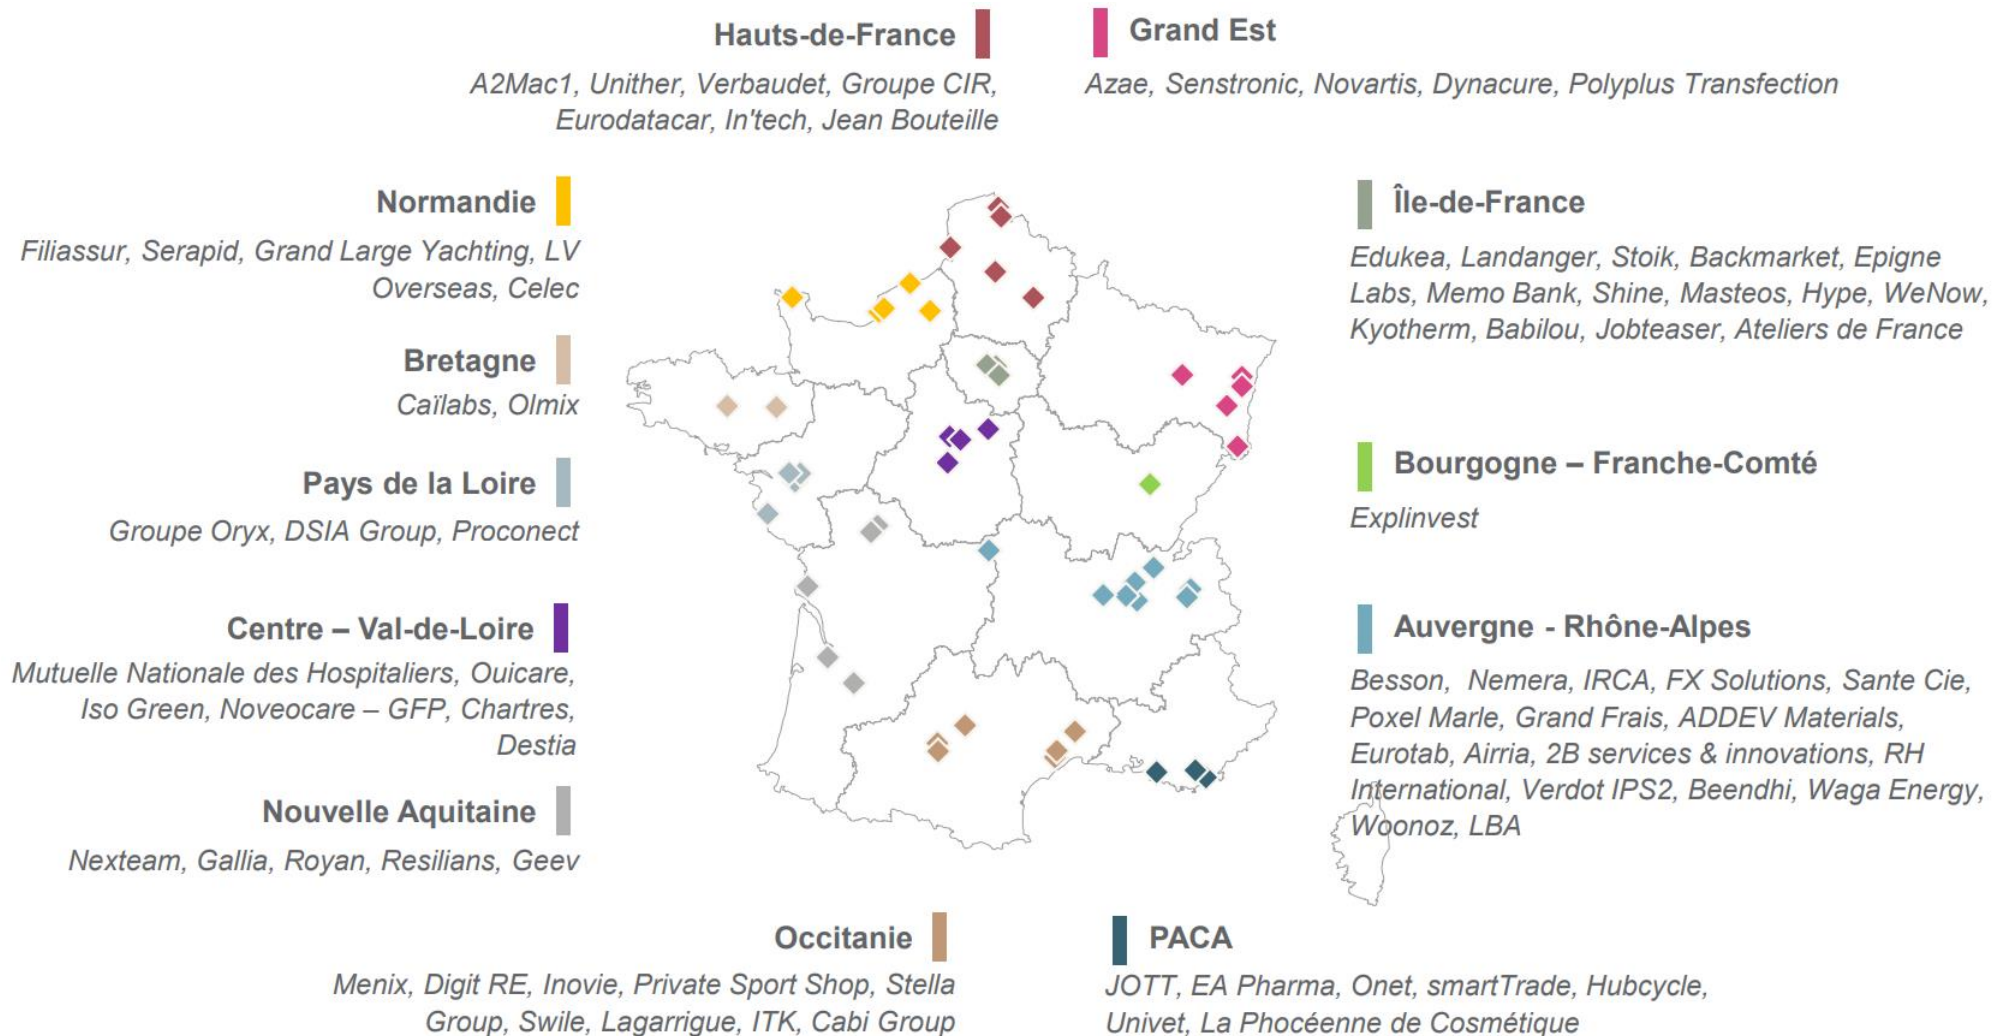 Hauts-de-France
A2Mac1, Unither, Verbaudet, Groupe CIR,
Eurodatacar, In'tech, Jean Bouteille
Grand Est
Azae, Senstronic, Novartis, Dynacure, Polyplus Transfection
Normandie
Filiassur, Serapid, Grand Large Yachting, LV
Overseas, Celec
Bretagne
Caïlabs, Olmix
Pays de la Loire
Groupe Oryx, DSIA Group, Proconect
Centre – Val-de-Loire
Mutuelle Nationale des Hospitaliers, Ouicare,
Iso Green, Noveocare – GFP, Chartres,
Destia
Nouvelle Aquitaine
Nexteam, Gallia, Royan, Resilians, Geev
Île-de-France
Edukea, Landanger, Stoik, Backmarket, Epigne
Labs, Memo Bank, Shine, Masteos, Hype, WeNow,
Kyotherm, Babilou, Jobteaser, Ateliers de France
Bourgogne – Franche-Comté
Explinvest
Auvergne - Rhône-Alpes
Besson, Nemera, IRCA, FX Solutions, Sante Cie,
Poxel Marle, Grand Frais, ADDEV Materials,
Eurotab, Airria, 2B services & innovations, RH
International, Verdot IPS2, Beendhi, Waga Energy,
Woonoz, LBA
Occitanie
Menix, Digit RE, Inovie, Private Sport Shop, Stella
Group, Swile, Lagarrigue, ITK, Cabi Group
PACA
JOTT, EA Pharma, Onet, smartTrade, Hubcycle,
Univet, La Phocéenne de Cosmétique